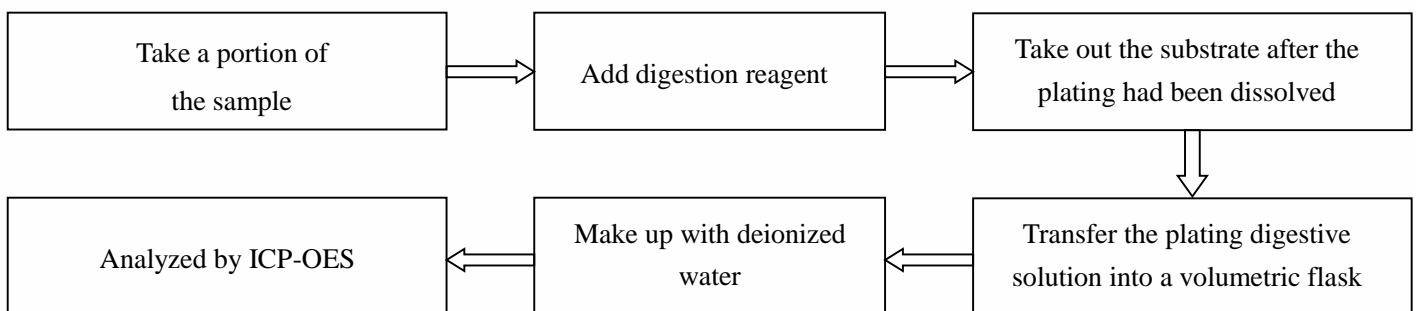 Take a portion of
the sample
Add digestion reagent
Take out the substrate after the
plating had been dissolved
Transfer the plating digestive
solution into a volumetric flask
Make up with deionized
water
Analyzed by ICP-OES